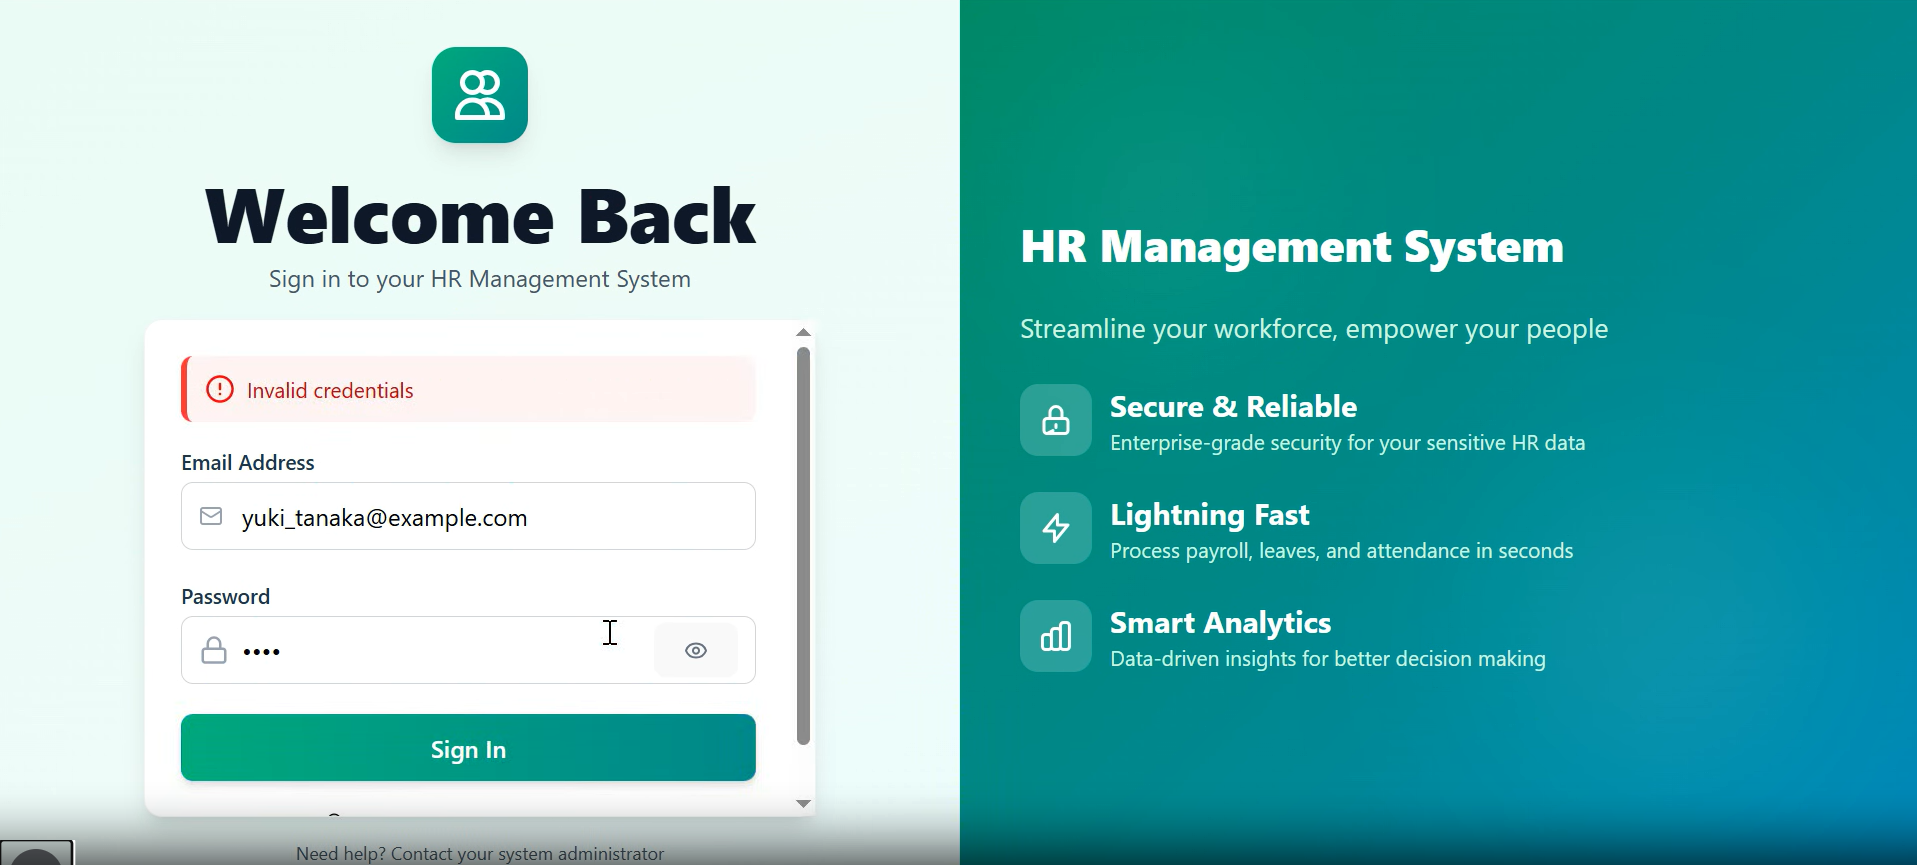 Welcome Back
Sign in to your HR Management System
Invalid credentials
Email Address
yuki_tanaka@example.com
Password
••••
Sign In
Need help? Contact your system administrator
HR Management System
Streamline your workforce, empower your people
Secure & Reliable
Enterprise-grade security for your sensitive HR data
Lightning Fast
Process payroll, leaves, and attendance in seconds
Smart Analytics
Data-driven insights for better decision making